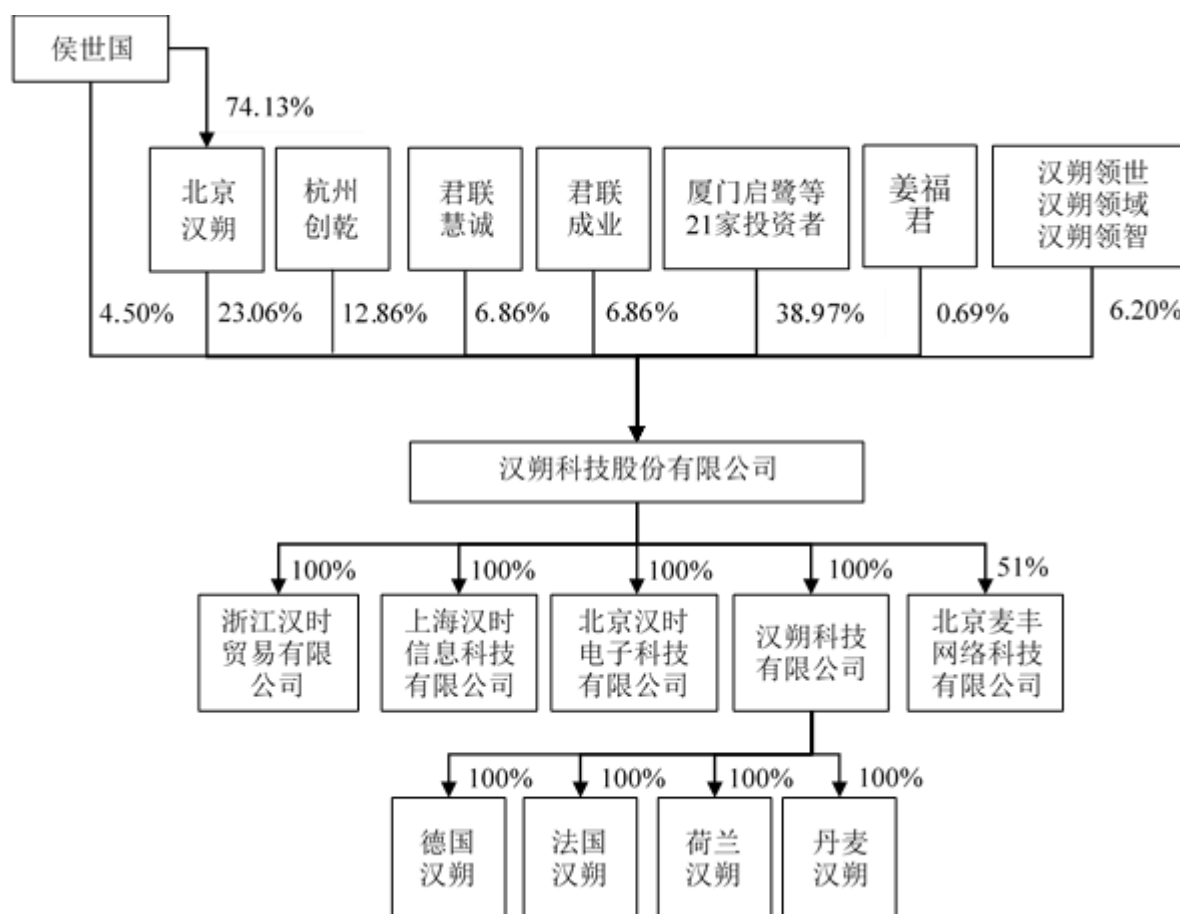 侯世国
74.13%
北京
汉朔
杭州
创乾
君联
慧诚
君联
成业
厦门启鹭等
21家投资者
姜福
君
汉朔领世
汉朔领域
汉朔领智
4.50%
23.06%
12.86%
6.86%
6.86%
38.97%
0.69%
6.20%
汉朔科技股份有限公司
100%
100%
100%
100%
51%
浙江汉时
贸易有限
公司
上海汉时
信息科技
有限公司
北京汉时
电子科技
有限公司
汉朔科技
有限公司
北京麦丰
网络科技
有限公司
100%
100%
100%
100%
德国
汉朔
法国
汉朔
荷兰
汉朔
丹麦
汉朔